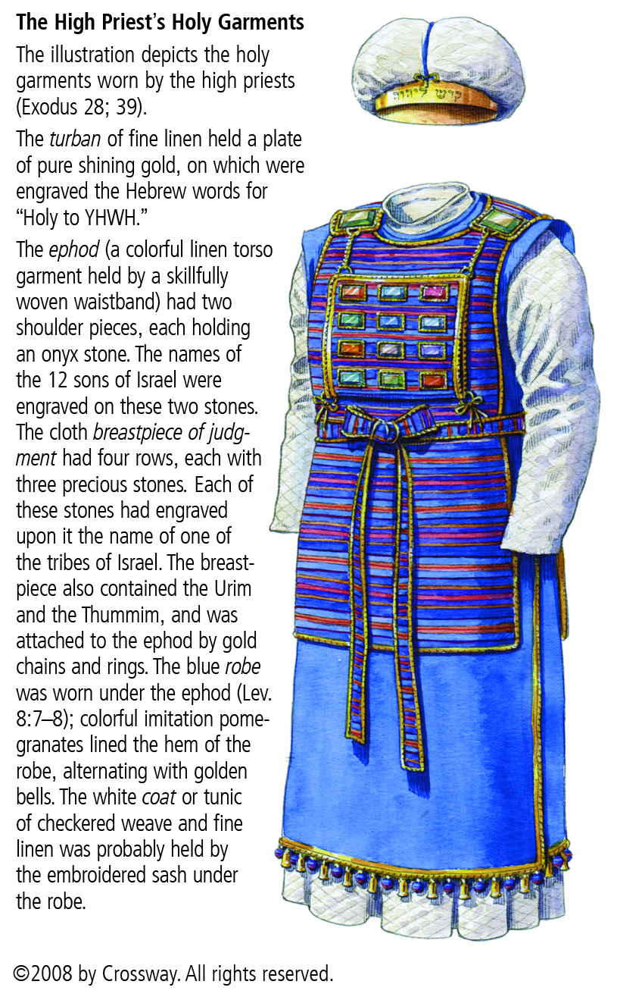 The High Priest’s Holy Garments
The illustration depicts the holy
garments worn by the high priests
(Exodus 28; 39).
The turban of fine linen held a plate
of pure shining gold, on which were
engraved the Hebrew words for
“Holy to YHWH.”
The ephod (a colorful linen torso
garment held by a skillfully
woven waistband) had two
shoulder pieces, each holding
an onyx stone. The names of
the 12 sons of Israel were
engraved on these two stones.
The cloth breastpiece of judg-
ment had four rows, each with
three precious stones. Each of
these stones had engraved
upon it the name of one of
the tribes of Israel. The breast-
piece also contained the Urim
and the Thummim, and was
attached to the ephod by gold
chains and rings. The blue robe
was worn under the ephod (Lev.
8:7–8); colorful imitation pome-
granates lined the hem of the
robe, alternating with golden
bells. The white coat or tunic
of checkered weave and fine
linen was probably held by
the embroidered sash under
the robe.
קדש ליהוה
©2008 by Crossway. All rights reserved.